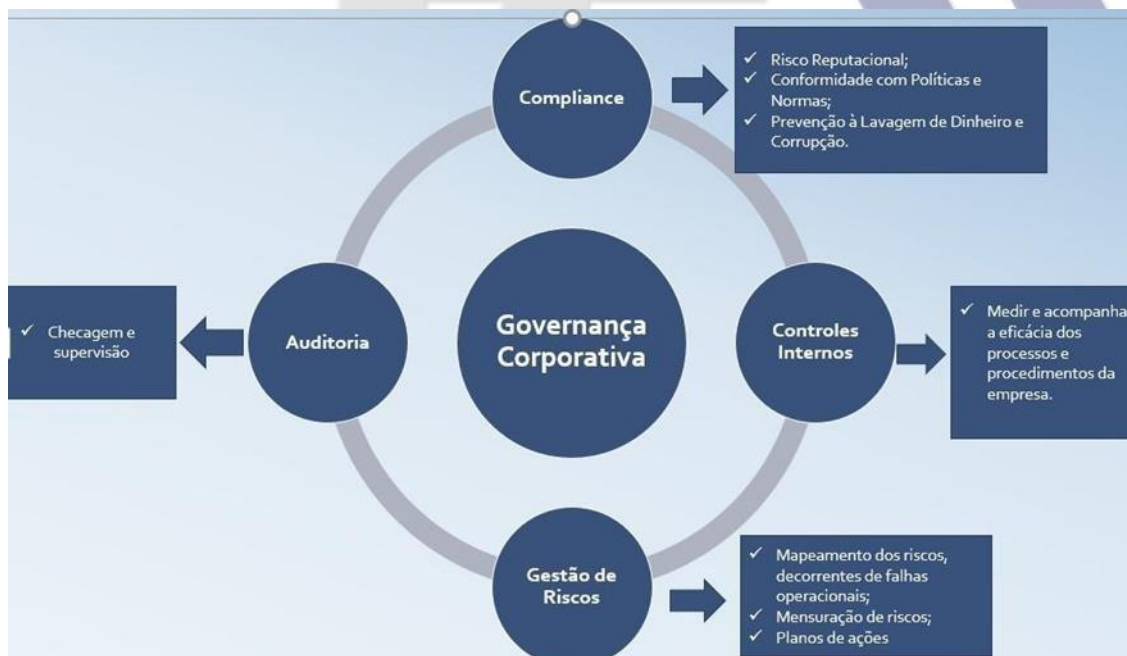 Compliance
✓ Risco Reputacional;
✓ Conformidade com Políticas e
Normas;
✓ Prevenção à Lavagem de Dinheiro e
Corrupção.
✓ Checagem e
supervisão
Auditoria
Governança
Corporativa
Controles
Internos
✓ Medir e acompanha
a eficácia dos
processos e
procedimentos da
empresa.
Gestão de
Riscos
✓ Mapeamento dos riscos,
decorrentes de falhas
operacionais;
✓ Mensuração de riscos;
✓ Planos de ações